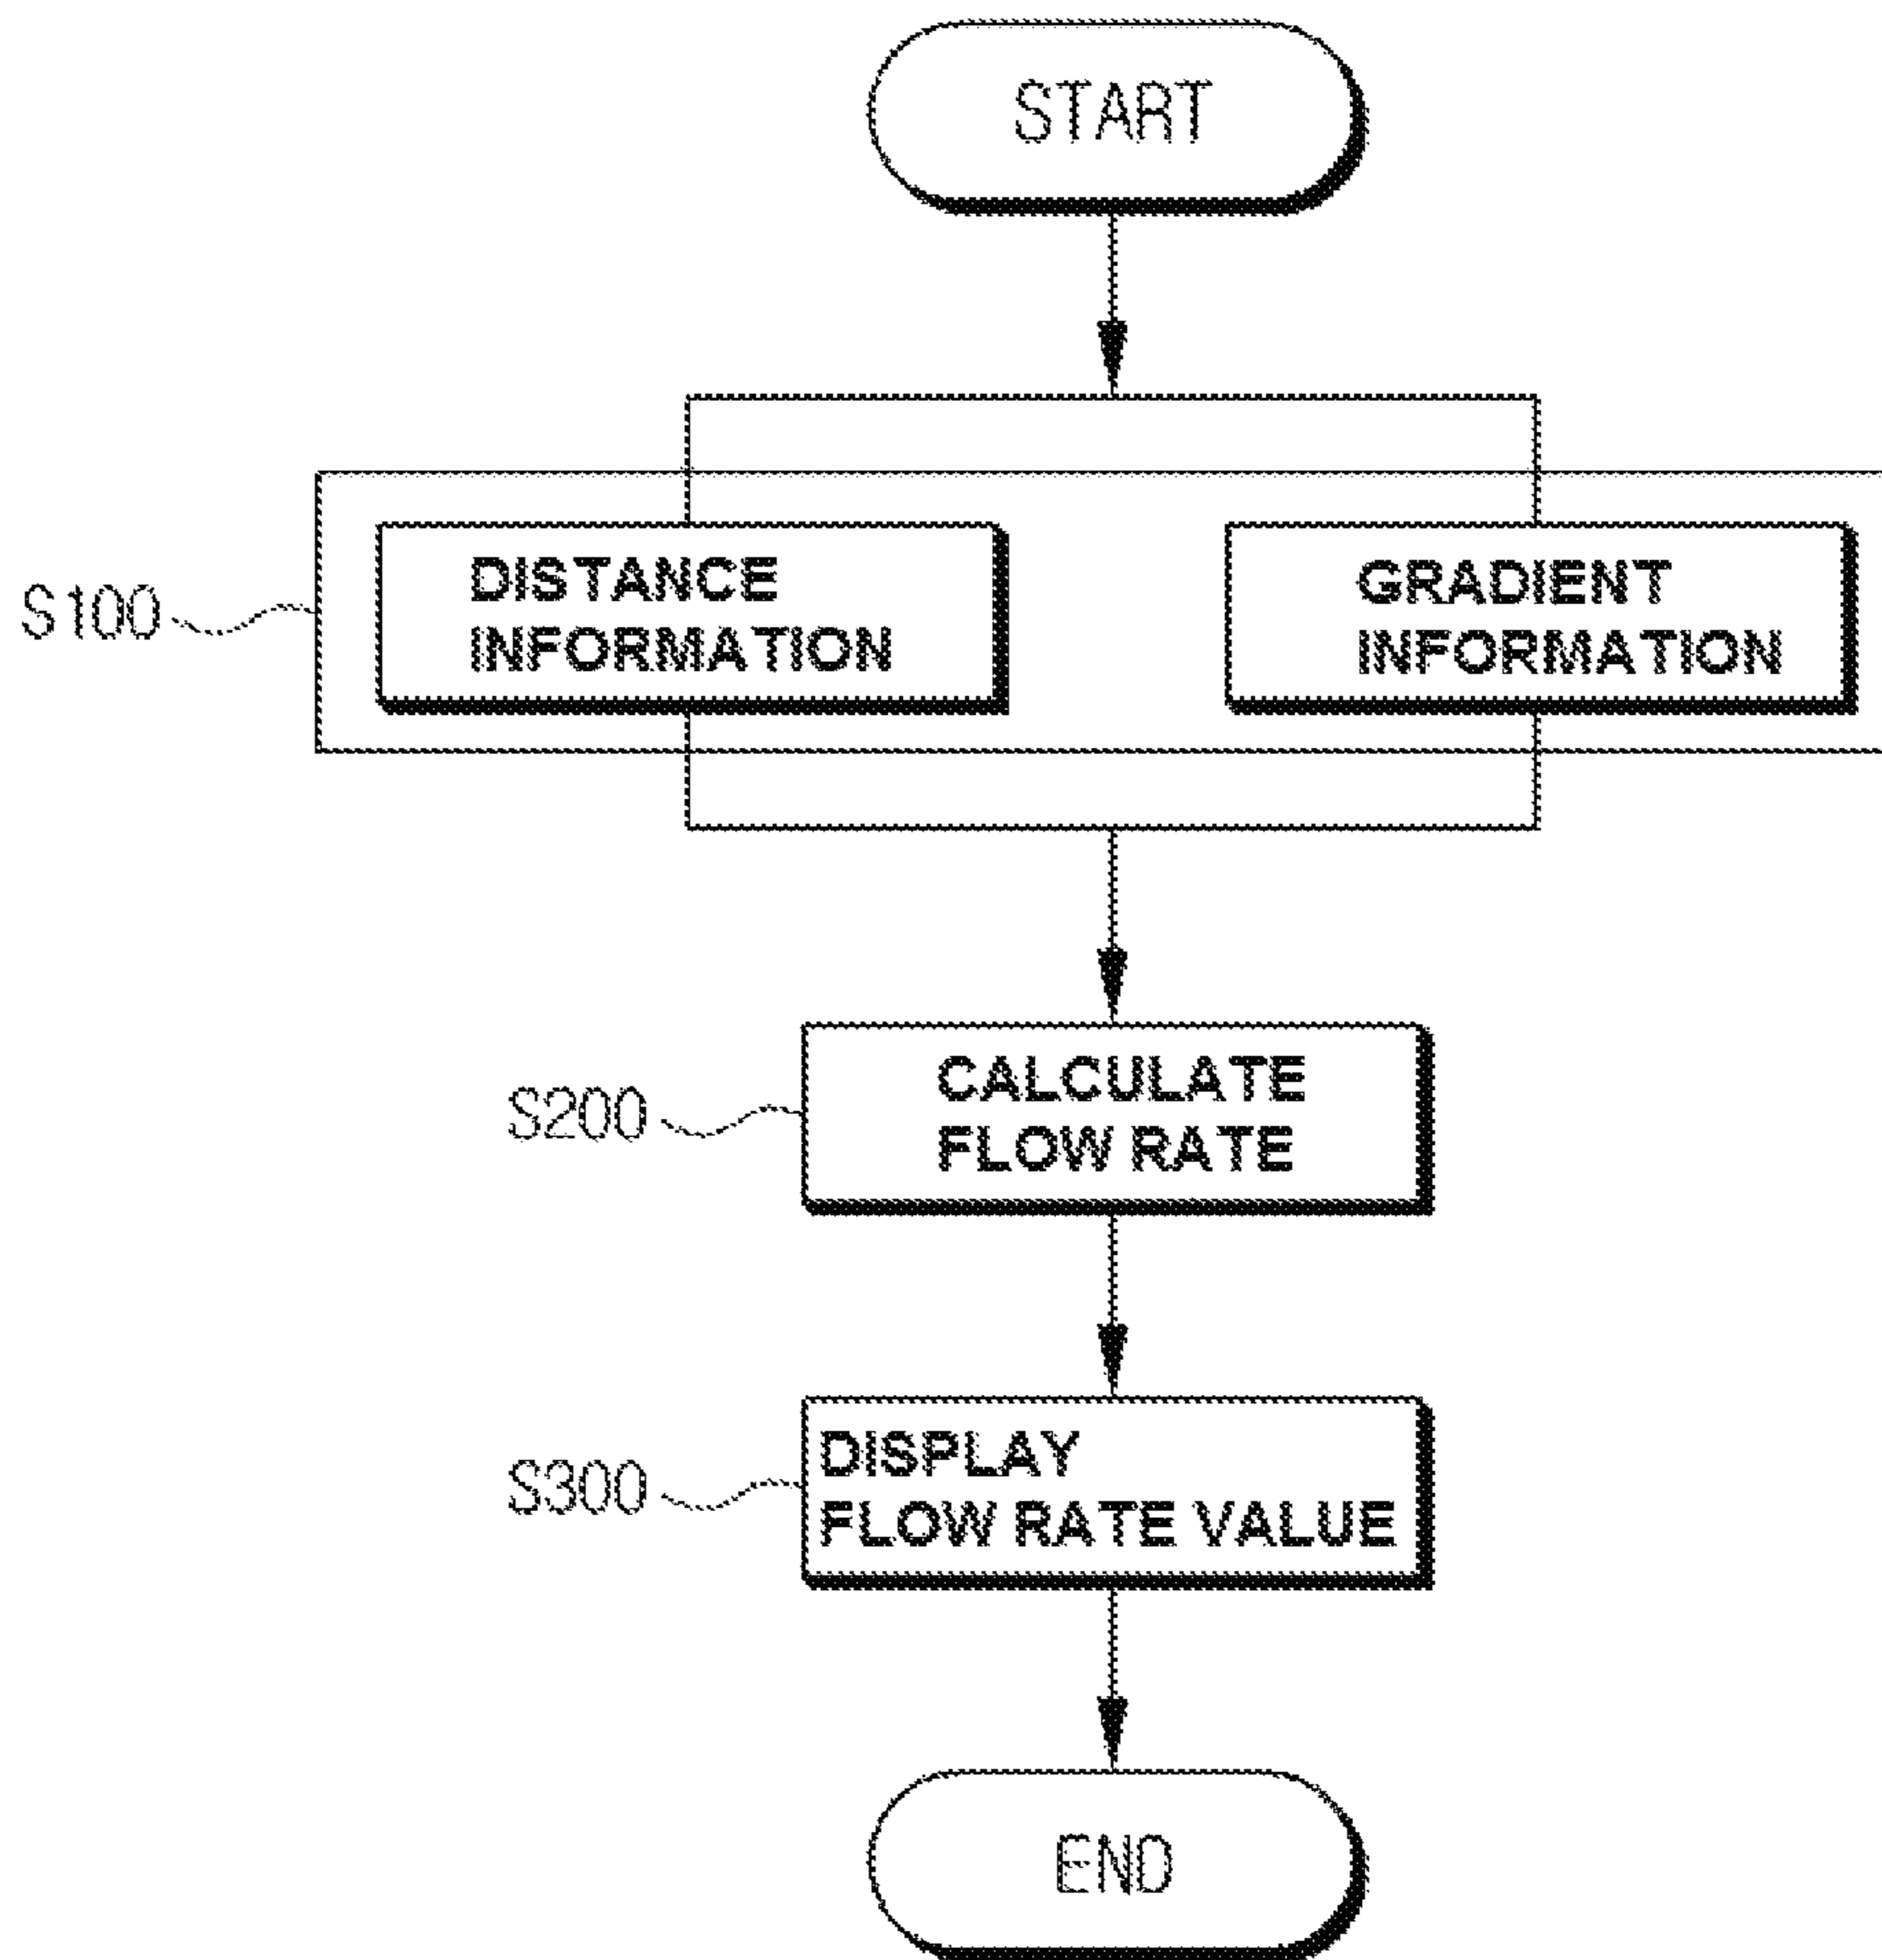 START
S100
DISTANCE
INFORMATION
GRADIENT
INFORMATION
S200
CALCULATE
FLOW RATE
S300
DISPLAY
FLOW RATE VALUE
END